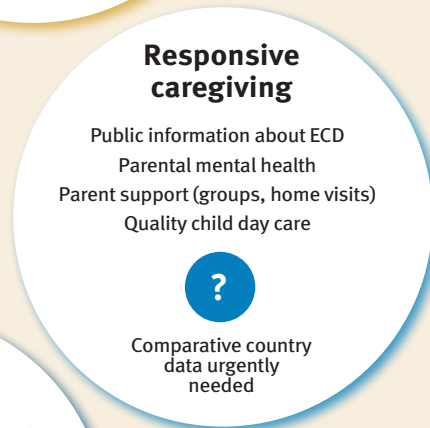 Responsive
caregiving
Public information about ECD
Parental mental health
Parent support (groups, home visits)
Quality child day care
?
Comparative country
data urgently
needed